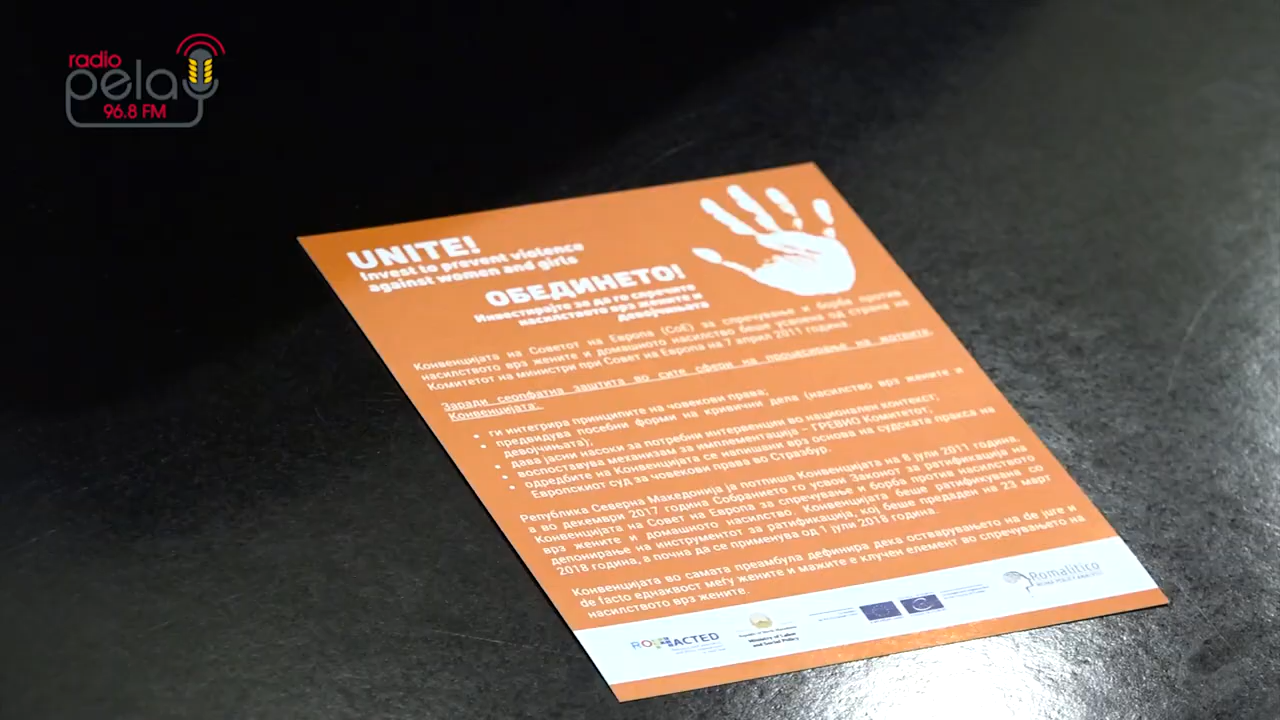 radio
pela
96.8 FM
UNITE!
Invest to prevent violence
against women and girls
ОБЕДИНЕТО!
Инвестирајте за да го спречите
насилството врз жените и
девојчињата
Конвенцијата на Советот на Европа (CoE) за спречување и борба против
насилството врз жените и домашното насилство беше усвоена од страна на
Комитетот на министри при Совет на Европа на 7 април 2011 година.
Заради сеопфатна заштита во сите сфери на процесирање на жртвите,
Конвенцијата:
• ги интегрира принципите на човекови права;
• предвидува посебни форми на кривични дела (насилство врз жените и
девојчињата);
• дава јасни насоки за потребни интервенции во национален контекст;
• воспоставува механизам за имплементација - ГРЕВИО Комитетот;
• одредбите на Конвенцијата се напишани врз основа на судската пракса на
Европскиот суд за човекови права во Стразбур.
Република Северна Македонија ја потпиша Конвенцијата на 8 јули 2011 година,
а во декември 2017 година Собранието го усвои Законот за ратификација на
Конвенцијата на Совет на Европа за спречување и борба против насилството
врз жените и домашното насилство. Конвенцијата беше ратификувана со
депонирање на инструментот за ратификација, кој беше предаден на 23 март
2018 година, а почна да се применува од 1 јули 2018 година.
Конвенцијата во самата преамбула дефинира дека остварувањето на de jure и
de facto еднаквост меѓу жените и мажите е клучен елемент во спречувањето на
насилството врз жените.
ACTED
Ministry of Labor
and Social Policy
Romalitico